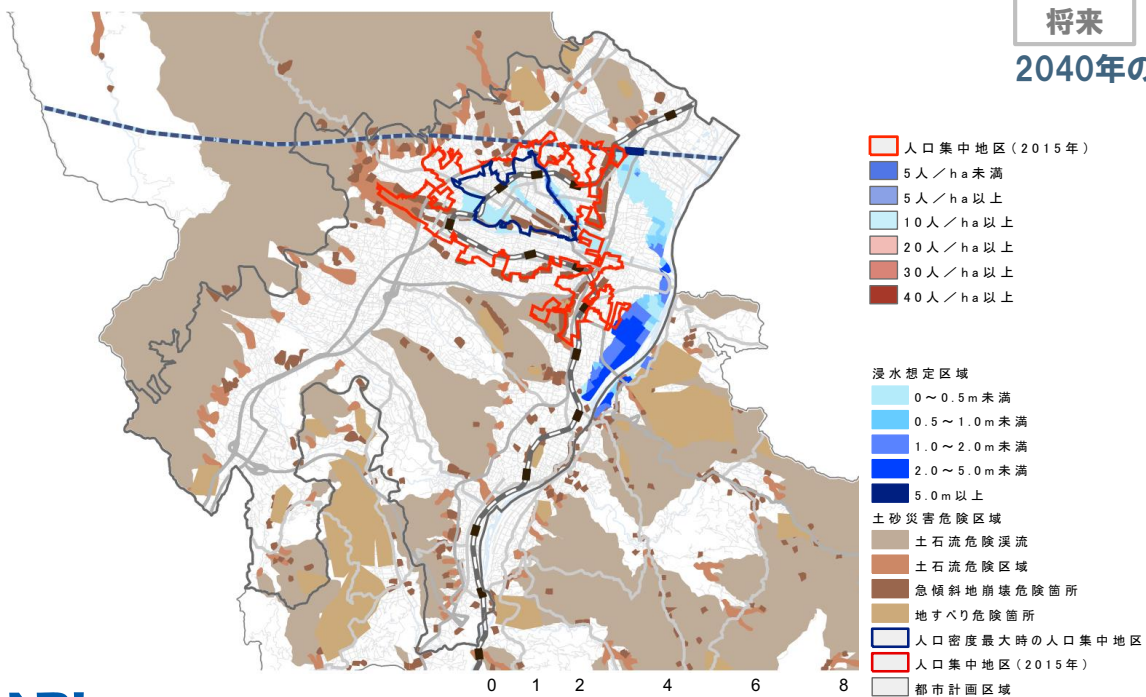 将来
2040年の
人口集中地区(2015年)
5人/ha未満
5人/ha以上
10人/ha以上
20人/ha以上
30人/ha以上
40人/ha以上
浸水想定区域
0~0.5m未満
0.5~1.0m未満
1.0~2.0m未満
2.0~5.0m未満
5.0m以上
土砂災害危険区域
土石流危険渓流
土石流危険区域
急傾斜地崩壊危険箇所
地すべり危険箇所
人口密度最大時の人口集中地区
人口集中地区(2015年)
都市計画区域
0 1 2 4 6 8